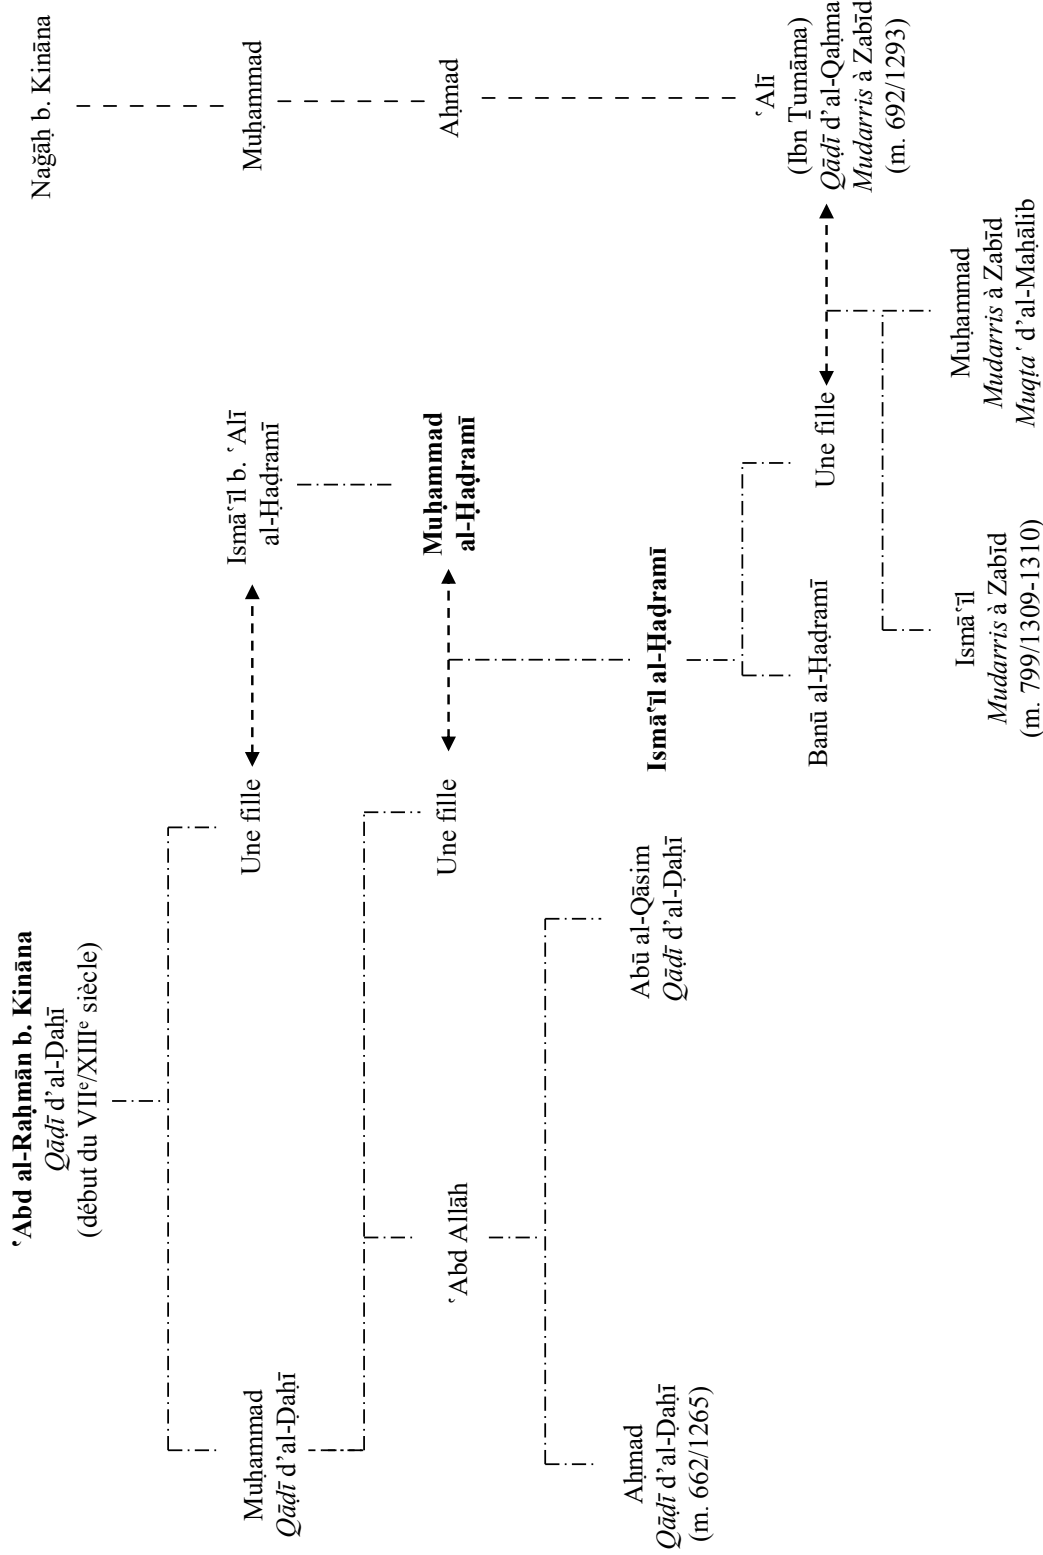 ʿAbd al-Raḥmān b. Kināna
Qāḍī d’al-Ḍaḥī
(début du VIIᵉ/XIIIᵉ siècle)
Naǧāḥ b. Kināna
Muḥammad
Qāḍī d’al-Ḍaḥī
Une fille
Ismāʿīl b. ʿAlī
al-Ḥaḍramī
Muḥammad
ʿAbd Allāh
Une fille
Muḥammad
al-Ḥaḍramī
Aḥmad
Aḥmad
Qāḍī d’al-Ḍaḥī
(m. 662/1265)
Abū al-Qāsim
Qāḍī d’al-Ḍaḥī
Ismāʿīl al-Ḥaḍramī
Banū al-Ḥaḍramī
Une fille
ʿAlī
(Ibn Ṯumāma)
Qāḍī d’al-Qaḥma
Mudarris à Zabīd
(m. 692/1293)
Ismāʿīl
Mudarris à Zabīd
(m. 799/1309-1310)
Muḥammad
Mudarris à Zabīd
Muqṭaʿ d’al-Maḥālib